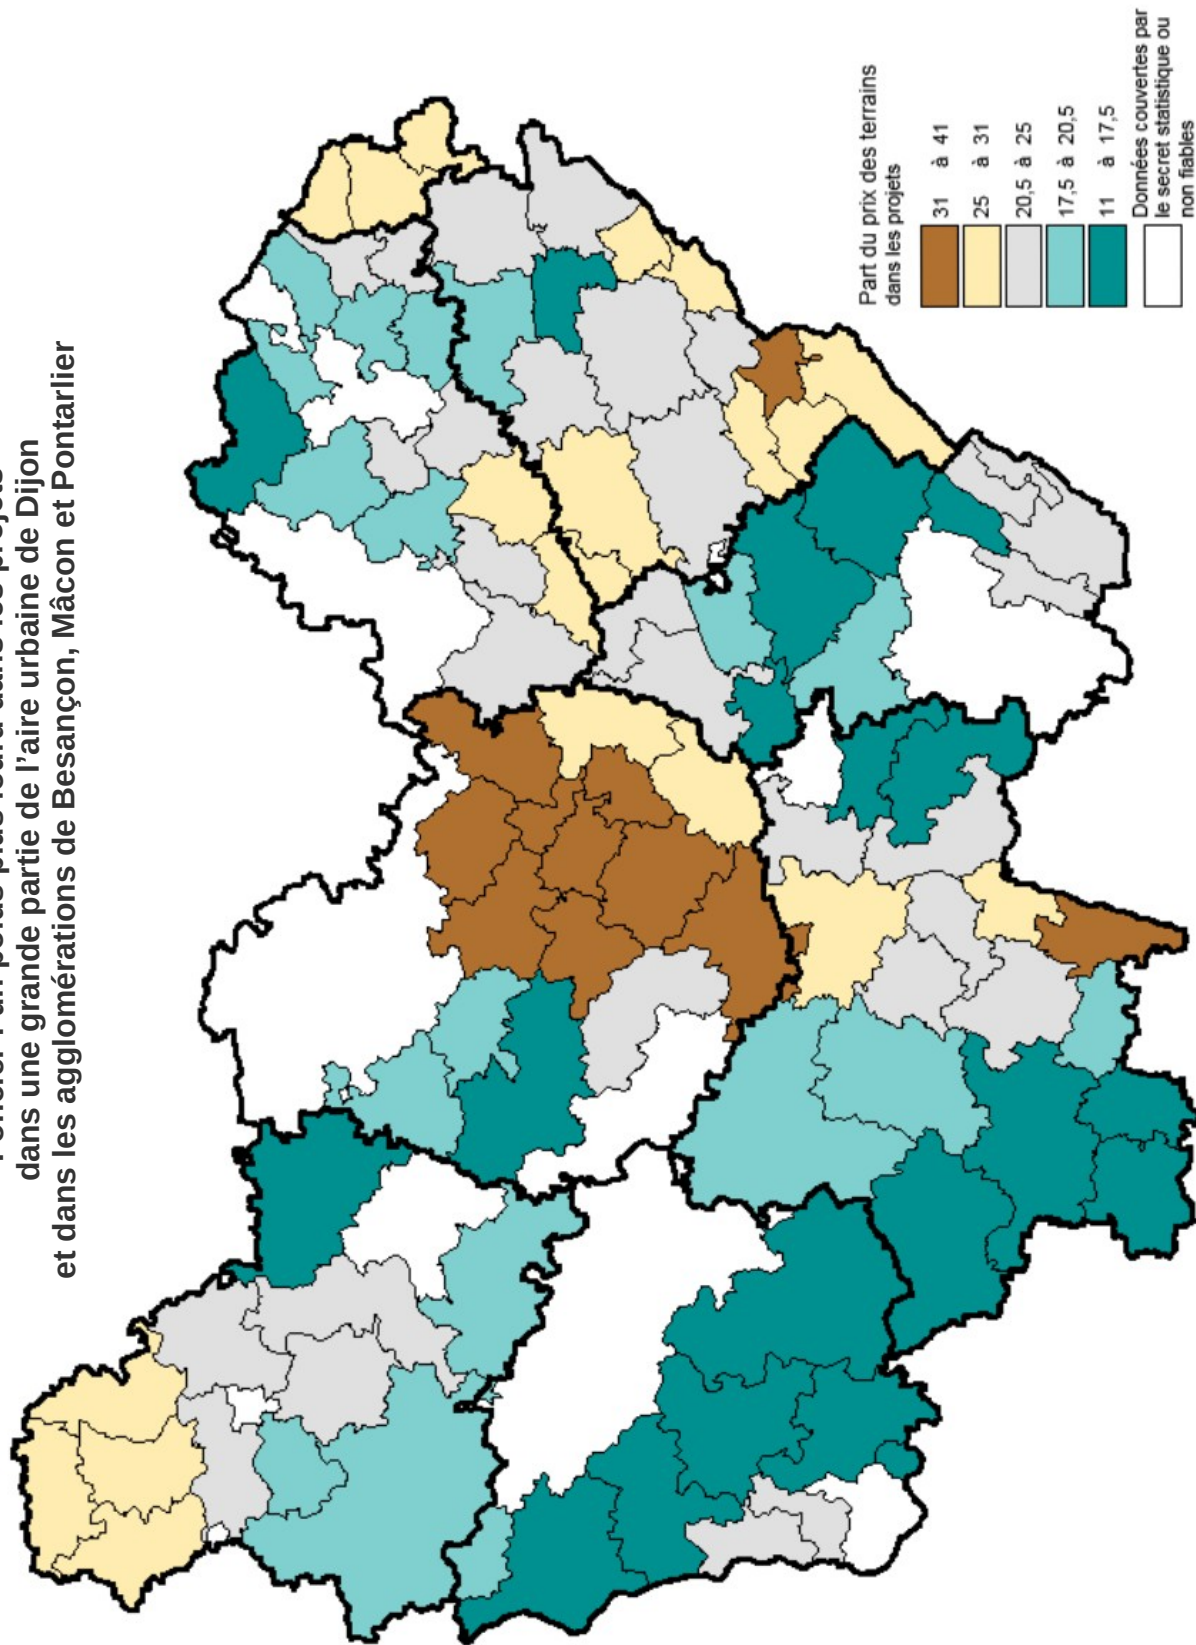 dans une grande partie de l'aire urbaine de Dijon
et dans les agglomérations de Besançon, Mâcon et Pontarlier
Part du prix des terrains
dans les projets
31 à 41
25 à 31
20,5 à 25
17,5 à 20,5
11 à 17,5
Données couvertes par
le secret statistique ou
non fiables